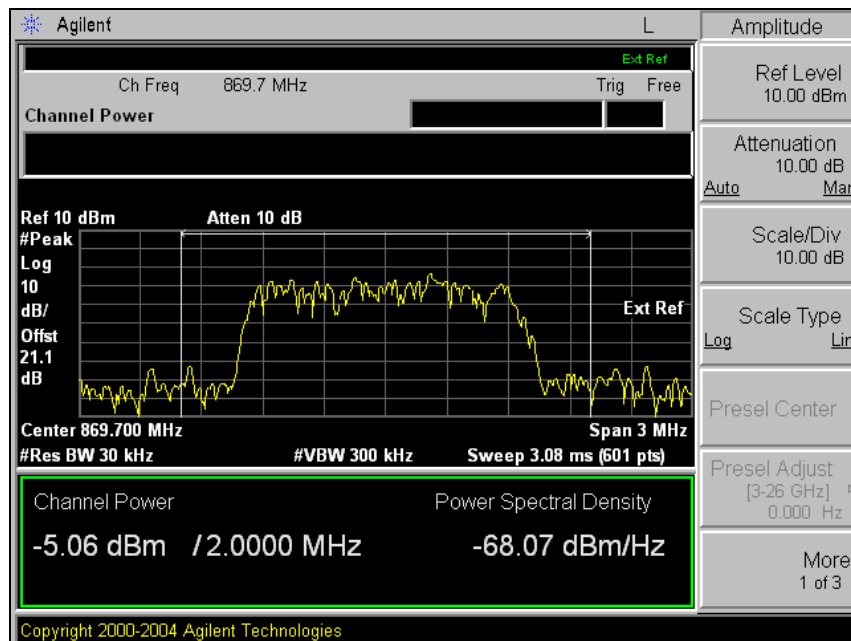 Agilent L Amplitude
Ext Ref
Ch Freq 869.7 MHz Trig Free
Channel Power
Ref Level
10.00 dBm
Attenuation
10.00 dB
Auto Man
Scale/Div
10.00 dB
Scale Type
Log Lin
Presel Center
Presel Adjust
[3-26 GHz]
0.000 Hz
More
1 of 3
Ref 10 dBm Atten 10 dB
#Peak
Log
10
dB/
Offst
21.1
dB
Ext Ref
Center 869.700 MHz Span 3 MHz
#Res BW 30 kHz #VBW 300 kHz Sweep 3.08 ms (601 pts)
Channel Power Power Spectral Density
-5.06 dBm /2.0000 MHz -68.07 dBm/Hz
Copyright 2000-2004 Agilent Technologies